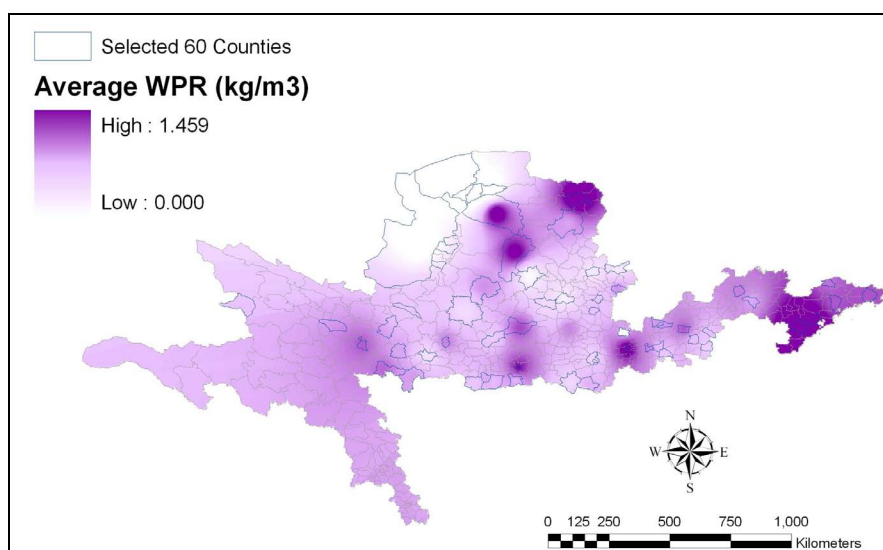 Selected 60 Counties
Average WPR (kg/m3)
High : 1.459
Low : 0.000
N
W E
S
0 125 250 500 750 1,000
Kilometers